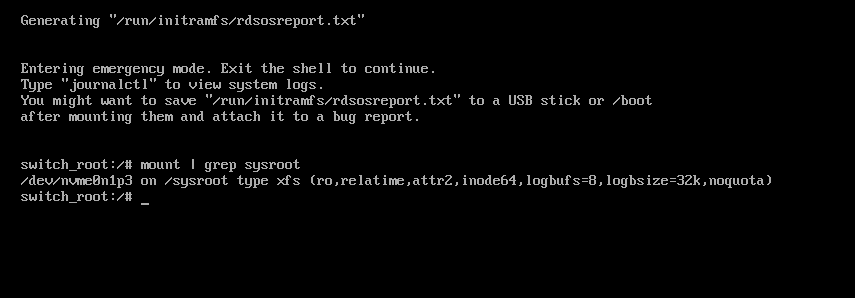 Generating "/run/initramfs/rdsosreport.txt"
Entering emergency mode. Exit the shell to continue.
Type "journalctl" to view system logs.
You might want to save "/run/initramfs/rdsosreport.txt" to a USB stick or /boot
after mounting them and attach it to a bug report.
switch_root:/# mount | grep sysroot
/dev/nvme0n1p3 on /sysroot type xfs (ro,relatime,attr2,inode64,logbufs=8,logbsize=32k,noquota)
switch_root:/# _